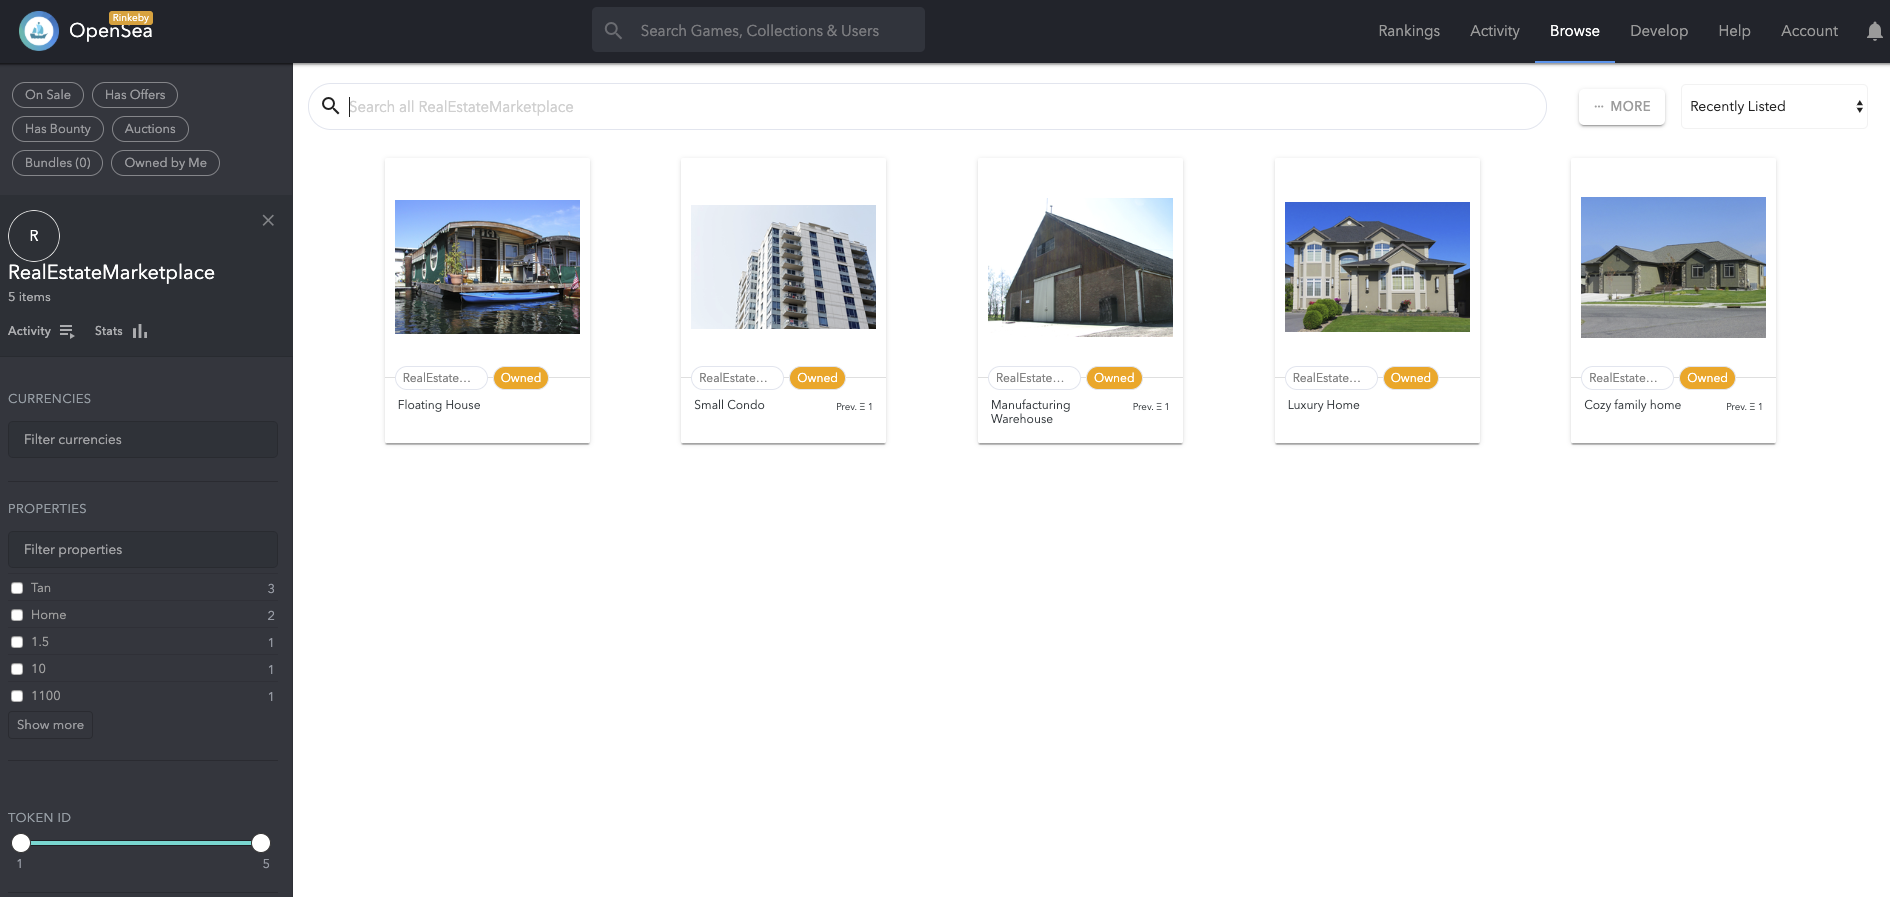 Rinkeby
OpenSea
Search Games, Collections & Users
Rankings
Activity
Browse
Develop
Help
Account
On Sale
Has Offers
Has Bounty
Auctions
Bundles (0)
Owned by Me
R
RealEstateMarketplace
5 items
Activity
Stats
CURRENCIES
Filter currencies
PROPERTIES
Filter properties
Tan 3
Home 2
1.5 1
10 1
1100 1
Show more
TOKEN ID
1 5
Search all RealEstateMarketplace
··· MORE
Recently Listed
RealEstate...
Owned
Floating House
RealEstate...
Owned
Small Condo
Prev. Ξ 1
RealEstate...
Owned
Manufacturing
Warehouse
Prev. Ξ 1
RealEstate...
Owned
Luxury Home
RealEstate...
Owned
Cozy family home
Prev. Ξ 1